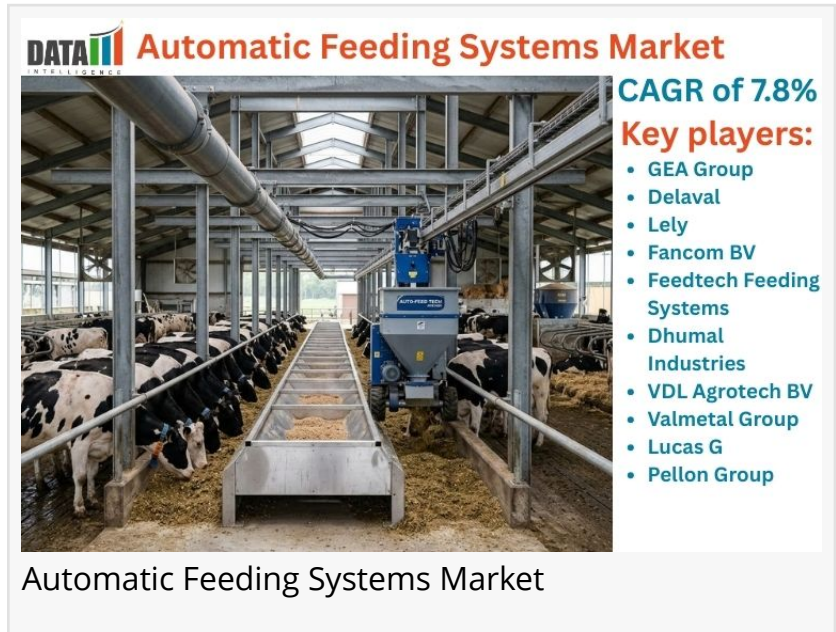 DATA
INTELLIGENCE
Automatic Feeding Systems Market
CAGR of 7.8%
Key players:
• GEA Group
• Delaval
• Lely
• Fancom BV
• Feedtech Feeding
Systems
• Dhumal
Industries
• VDL Agrotech BV
• Valmetal Group
• Lucas G
• Pellon Group
AUTO-FEED TECH
Automatic Feeding Systems Market